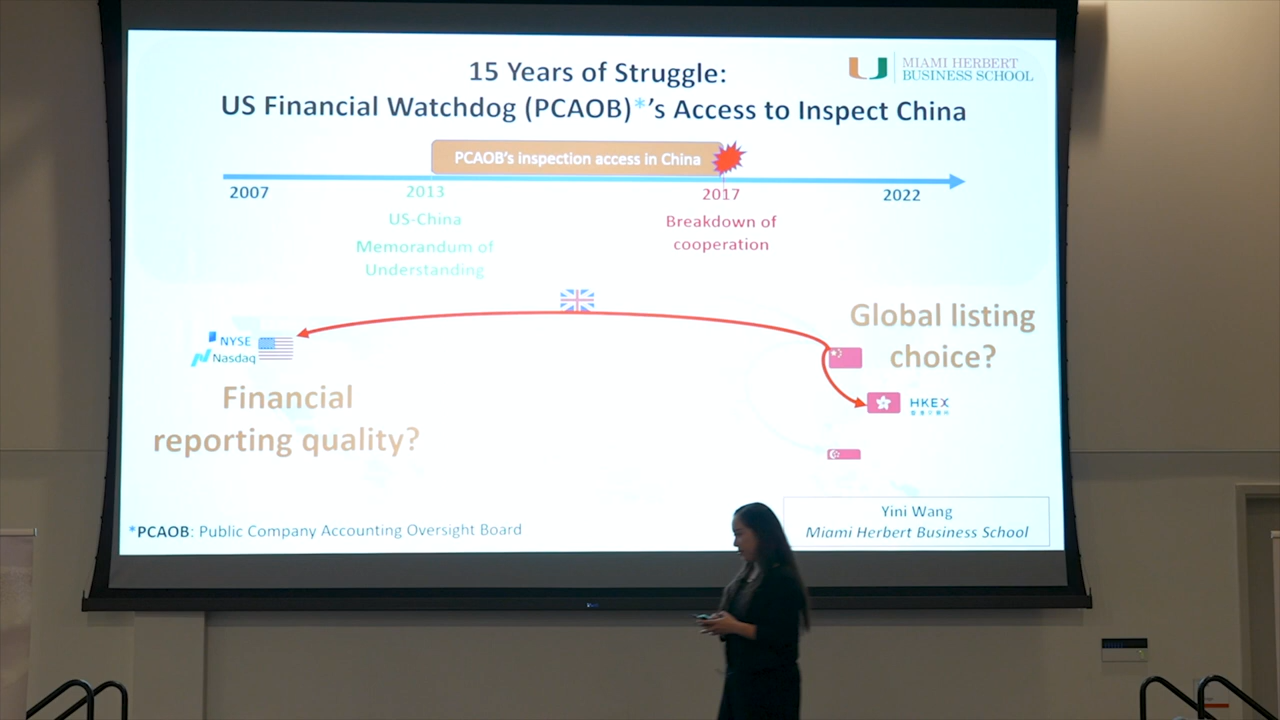 15 Years of Struggle:
US Financial Watchdog (PCAOB)*'s Access to Inspect China
MIAMI HERBERT
BUSINESS SCHOOL
PCAOB's inspection access in China
2007
2013
2017
2022
US-China
Memorandum of
Understanding
Breakdown of
cooperation
Global listing
choice?
NYSE
Nasdaq
HKEX
Financial
reporting quality?
*PCAOB: Public Company Accounting Oversight Board
Yini Wang
Miami Herbert Business School